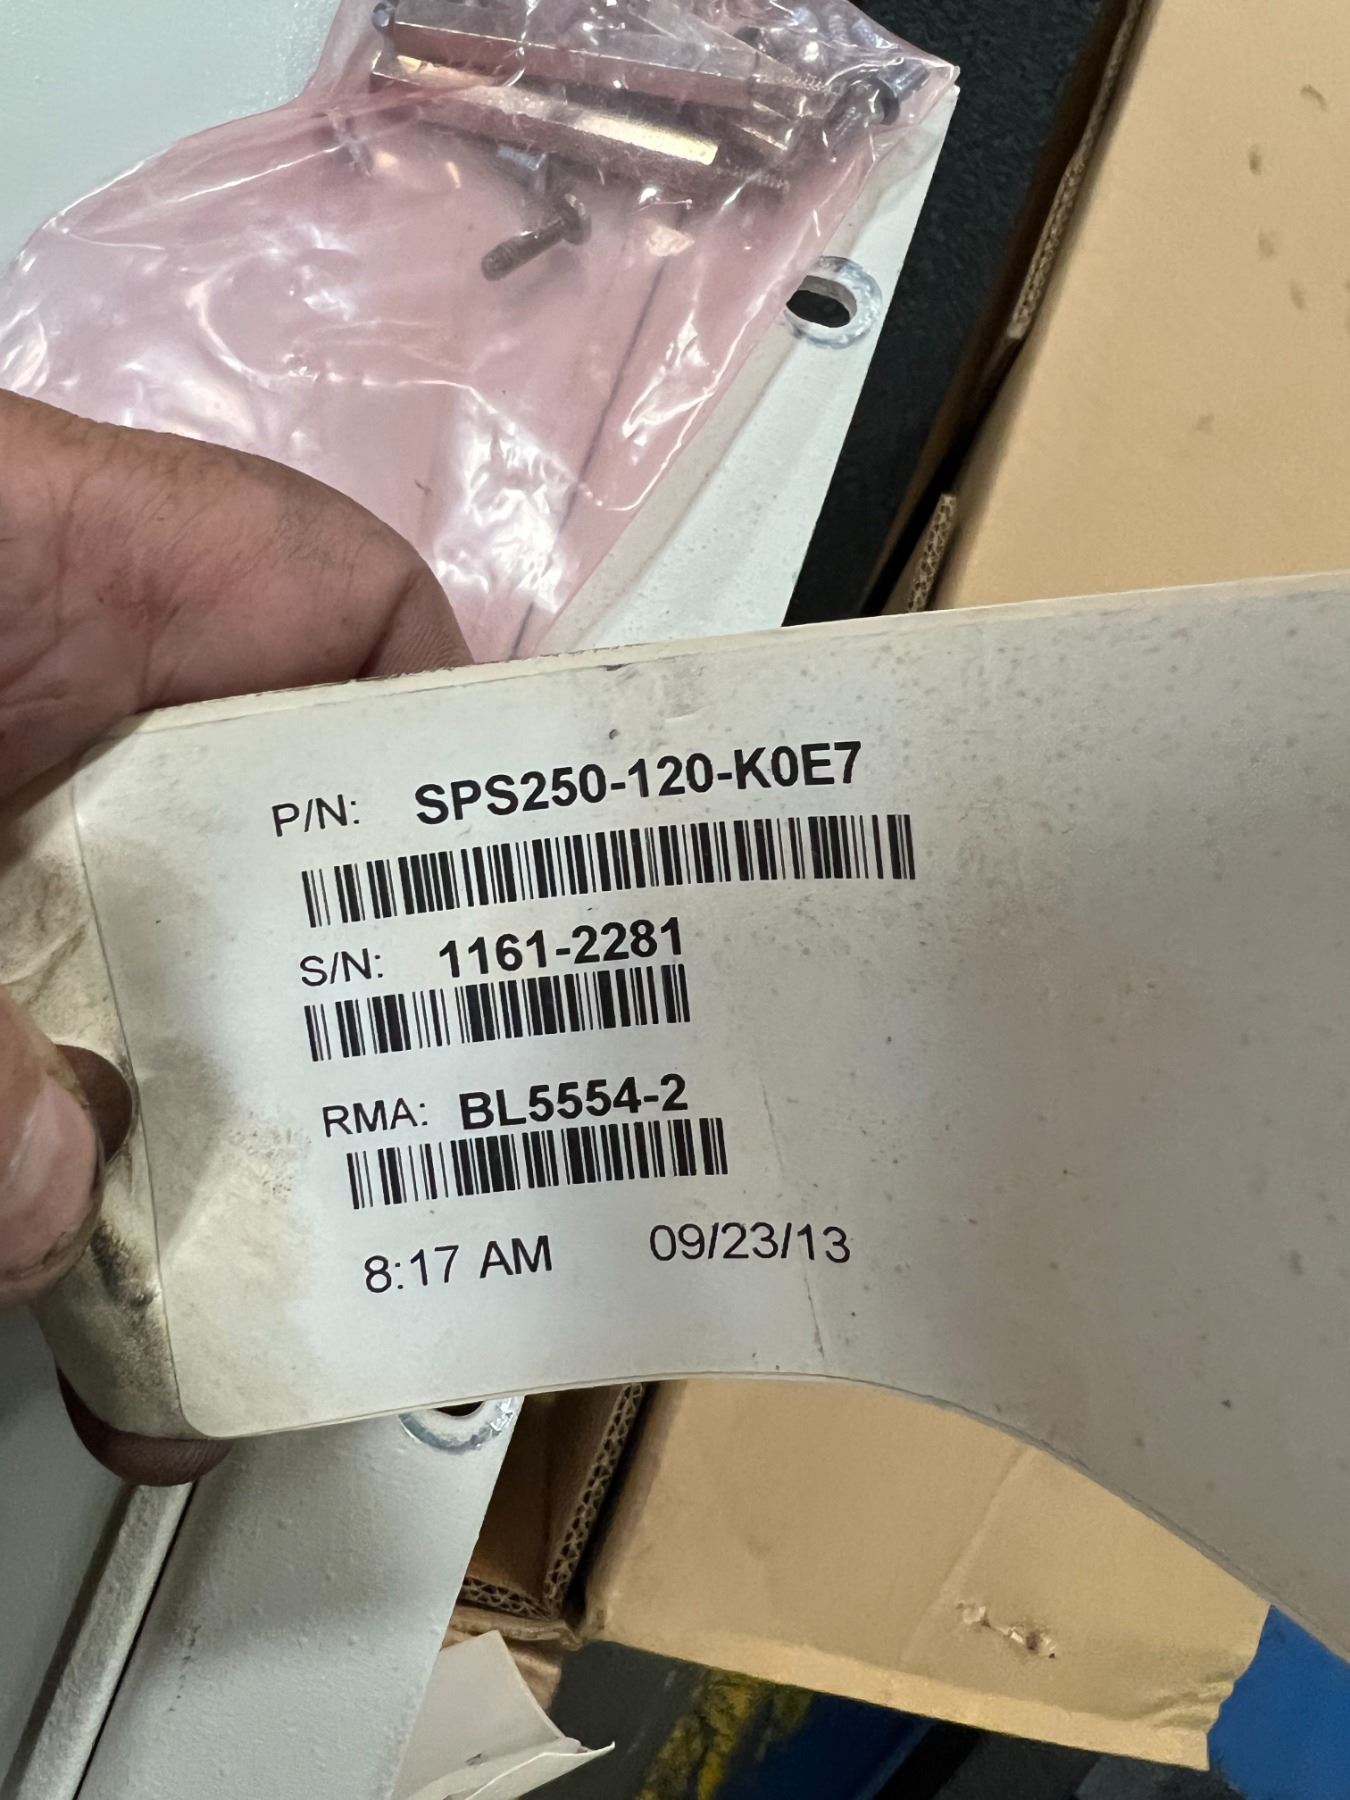 P/N: SPS250-120-K0E7
S/N: 1161-2281
RMA: BL5554-2
8:17 AM 09/23/13